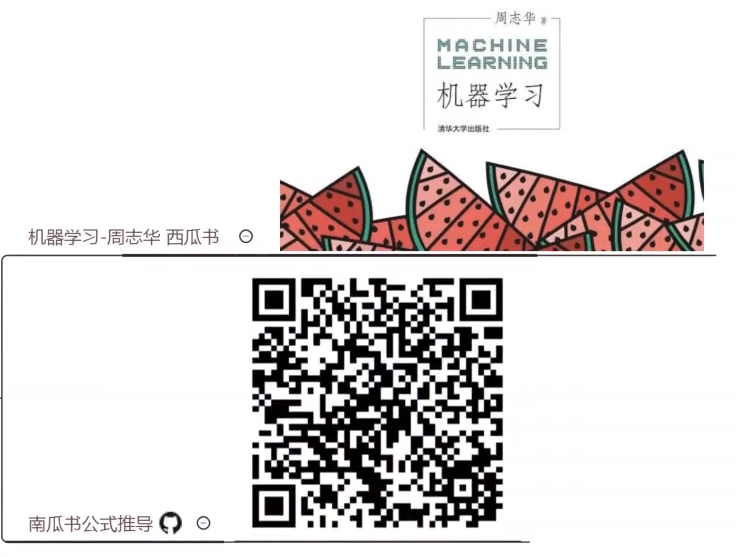 周志华 著
MACHINE
LEARNING
机器学习
清华大学出版社
机器学习-周志华 西瓜书
南瓜书公式推导